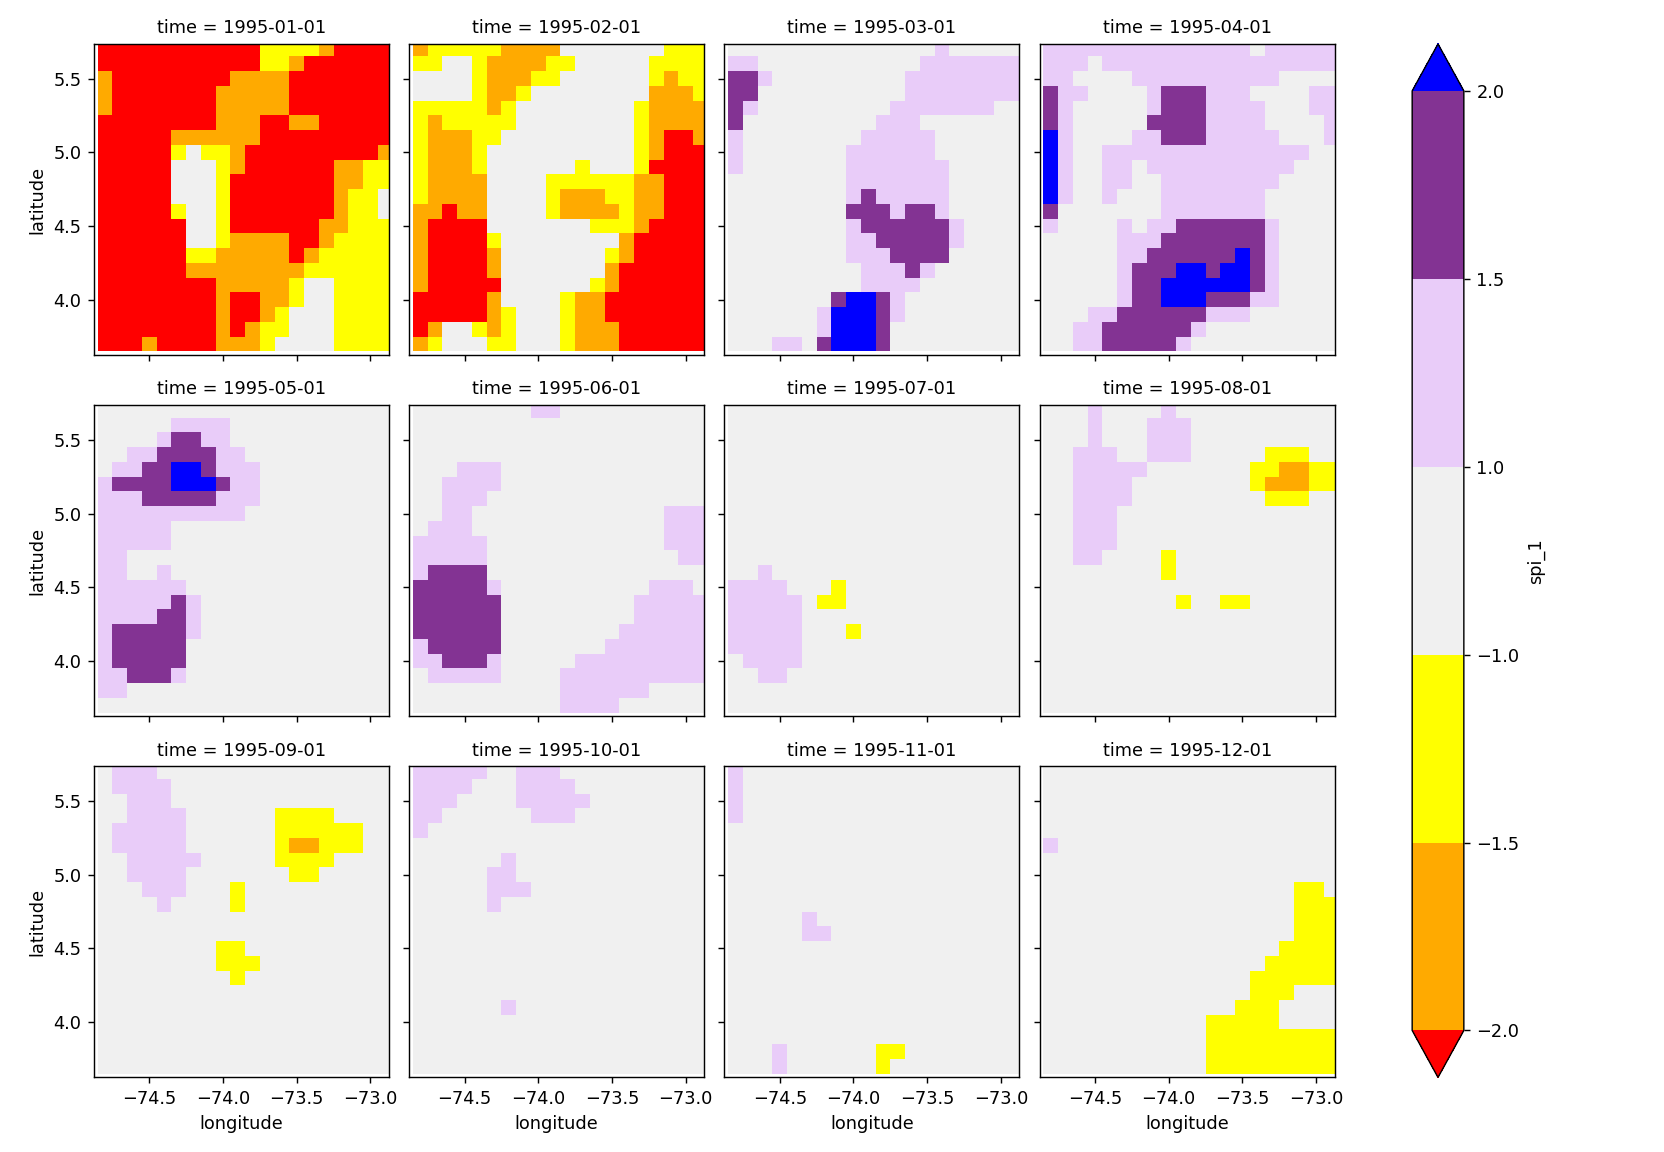 time = 1995-01-01
time = 1995-02-01
time = 1995-03-01
time = 1995-04-01
latitude
5.5
5.0
4.5
4.0
time = 1995-05-01
time = 1995-06-01
time = 1995-07-01
time = 1995-08-01
latitude
5.5
5.0
4.5
4.0
time = 1995-09-01
time = 1995-10-01
time = 1995-11-01
time = 1995-12-01
latitude
5.5
5.0
4.5
4.0
−74.5 −74.0 −73.5 −73.0
longitude
−74.5 −74.0 −73.5 −73.0
longitude
−74.5 −74.0 −73.5 −73.0
longitude
−74.5 −74.0 −73.5 −73.0
longitude
2.0
1.5
1.0
−1.0
−1.5
−2.0
spi_1